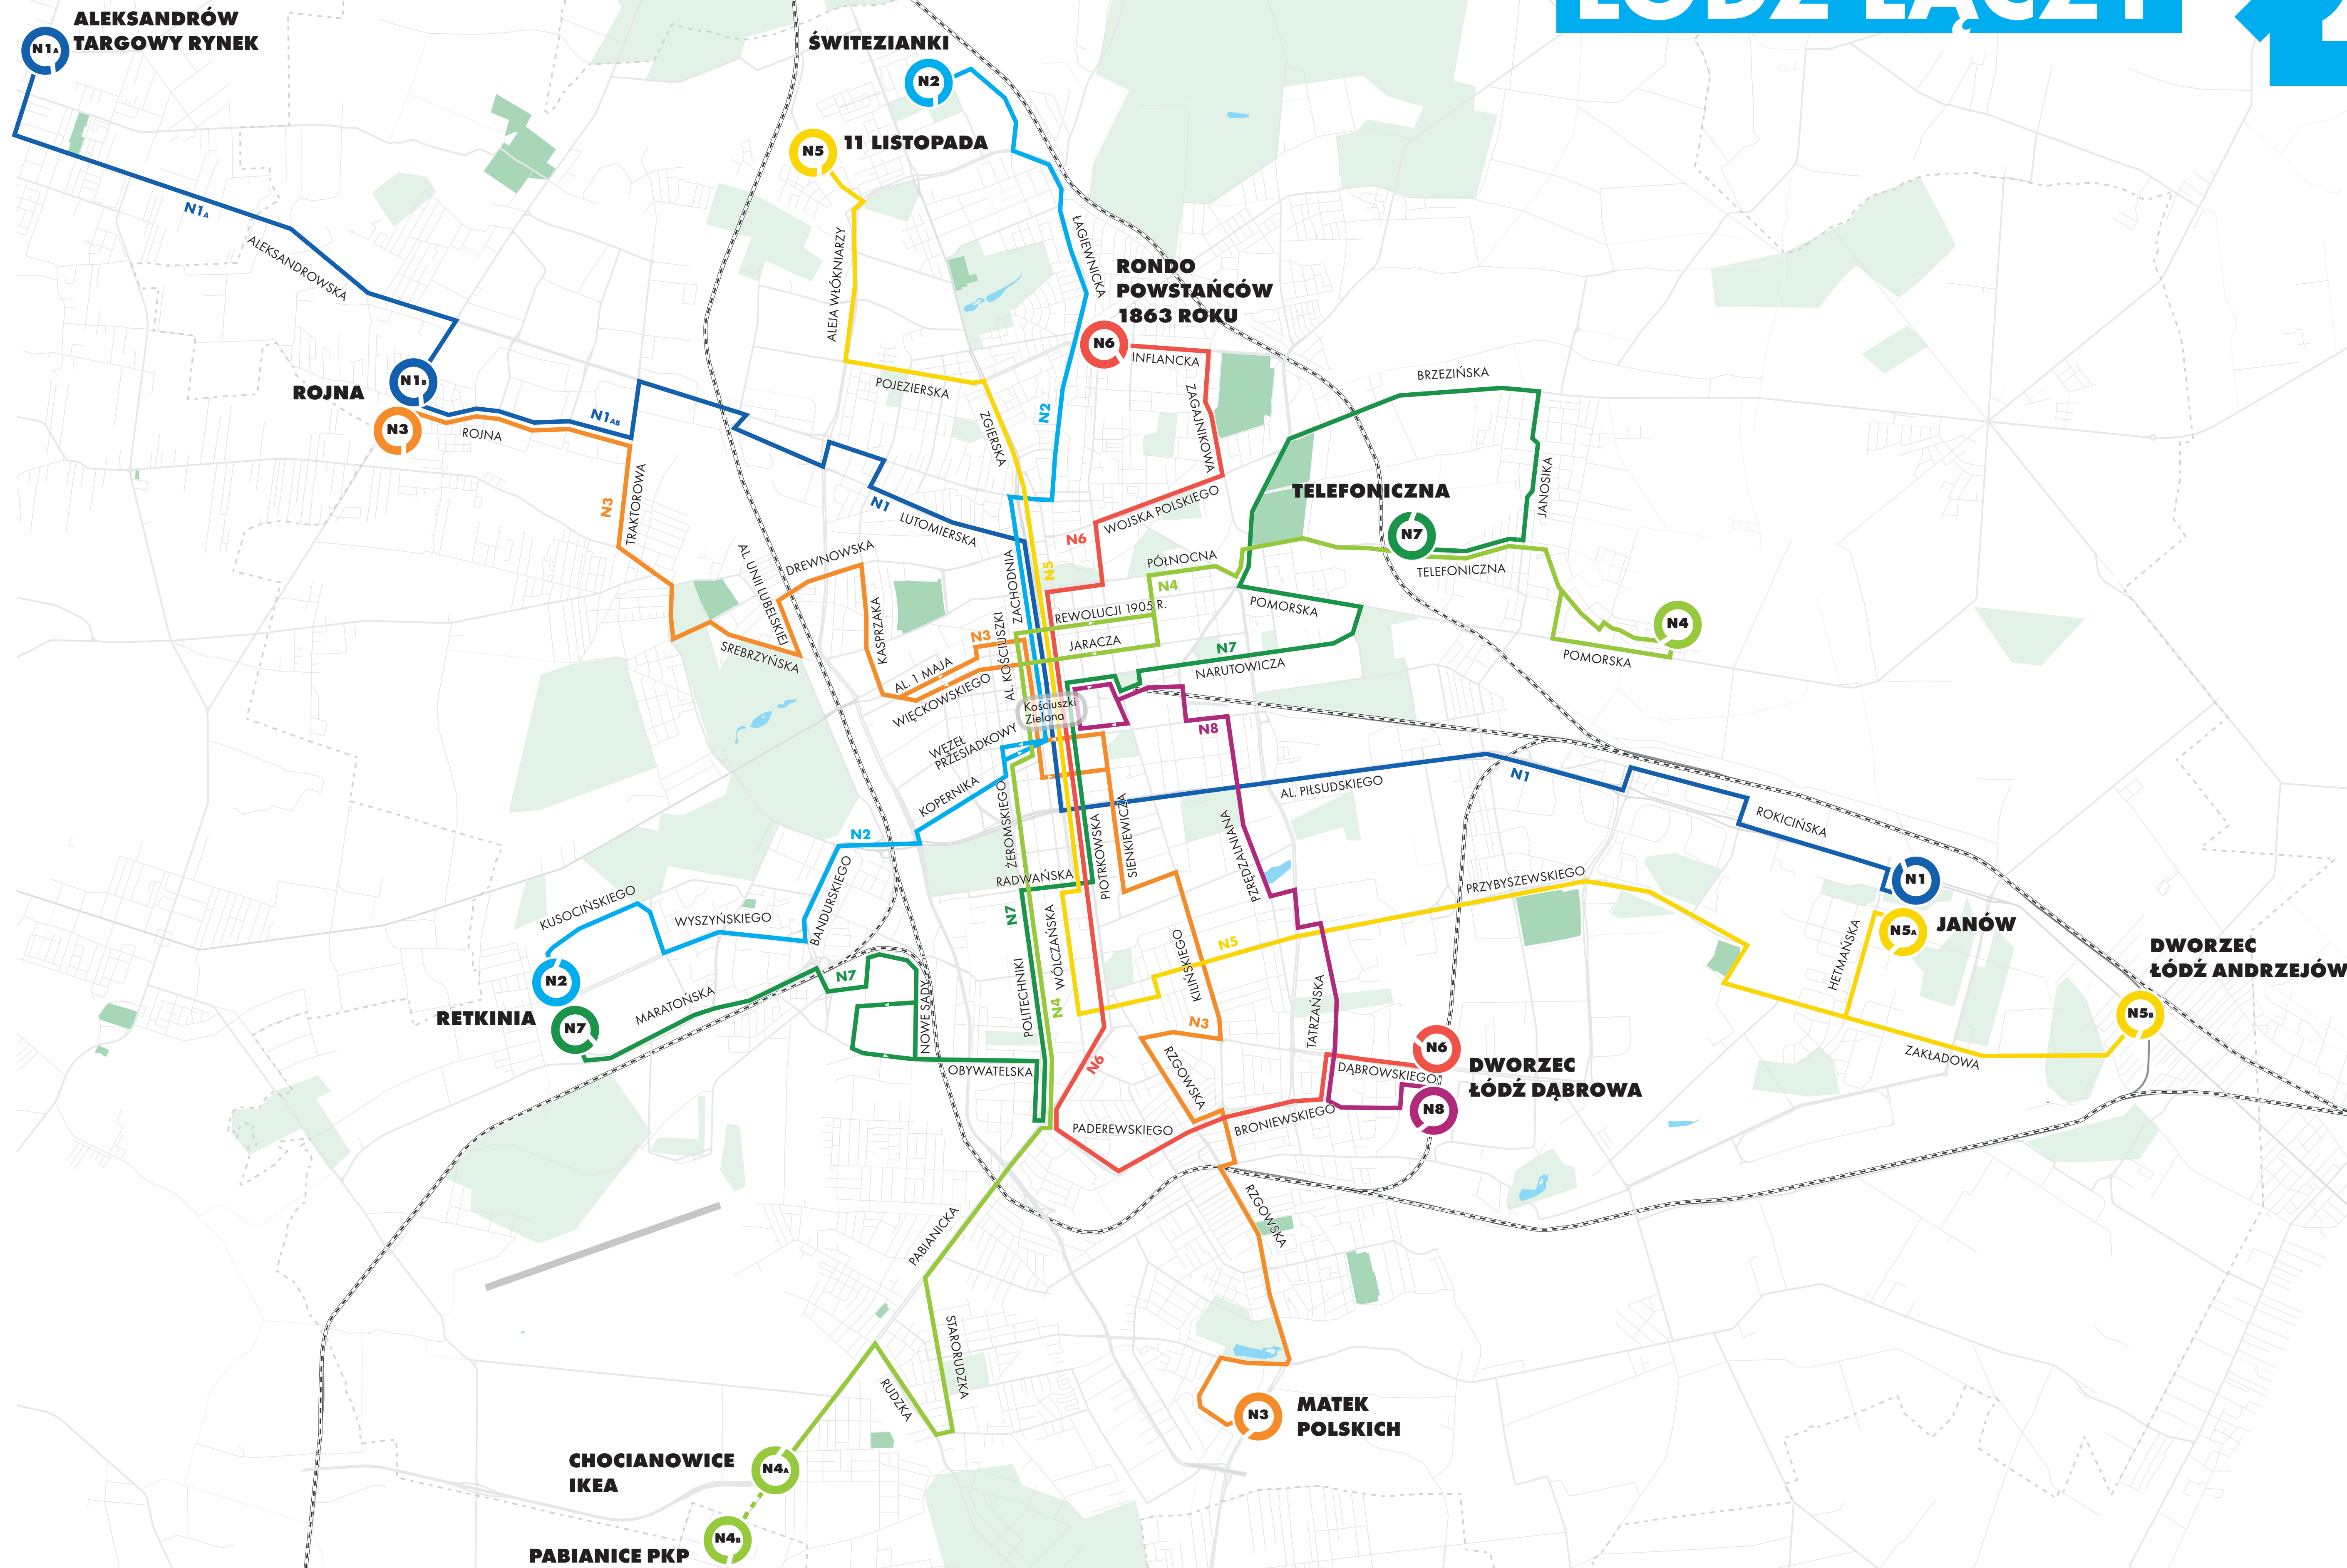 ŁÓDŹ ŁĄCZY
ALEKSANDRÓW
TARGOWY RYNEK
N1A
ŚWITEZIANKI
N2
N5
11 LISTOPADA
N1A
ALEKSANDROWSKA
ALEJA WŁÓKNIARZY
ŁAGIEWNICKA
RONDO
POWSTAŃCÓW
1863 ROKU
N6
INFLANCKA
ZAGAJNIKOWA
BRZEZIŃSKA
ROJNA
N1B
N3
ROJNA
N1AB
POJEZIERSKA
ZGIERSKA
N2
N3
TRAKTOROWA
N1
LUTOMIERSKA
WOJSKA POLSKIEGO
N6
TELEFONICZNA
N7
JANOSIKA
TELEFONICZNA
AL. UNII LUBELSKIEJ
DREWNOWSKA
ZACHODNIA
N5
PÓŁNOCNA
N4
KASPRZAKA
SREBRZYŃSKA
REWOLUCJI 1905 R.
POMORSKA
N4
POMORSKA
N3
JARACZA
N7
NARUTOWICZA
AL. 1 MAJA
WIĘCKOWSKIEGO
AL. KOŚCIUSZKI
Kościuszki
Zielona
WĘZEŁ
PRZESIADKOWY
N8
KOPERNIKA
AL. PIŁSUDSKIEGO
N1
ROKICIŃSKA
N2
ŻEROMSKIEGO
PIOTRKOWSKA
SIENKIEWICZA
PZRĘDZALNIANA
RADWAŃSKA
PRZYBYSZEWSKIEGO
N1
KUSOCIŃSKIEGO
WYSZYŃSKIEGO
BANDURSKIEGO
N7
WÓLCZAŃSKA
KILIŃSKIEGO
N5
HETMAŃSKA
N5A
JANÓW
DWORZEC
ŁÓDŹ ANDRZEJÓW
N5B
N2
RETKINIA
N7
MARATOŃSKA
N7
NOWE SADY
POLITECHNIKI
N4
N3
TATRZAŃSKA
N6
DWORZEC
ŁÓDŹ DĄBROWA
N8
DĄBROWSKIEGO
ZAKŁADOWA
OBYWATELSKA
N6
RZGOWSKA
PADEREWSKIEGO
BRONIEWSKIEGO
RZGOWSKA
PABIANICKA
STARORUDZKA
RUDZKA
N3
MATEK
POLSKICH
CHOCIANOWICE
IKEA
N4A
N4B
PABIANICE PKP